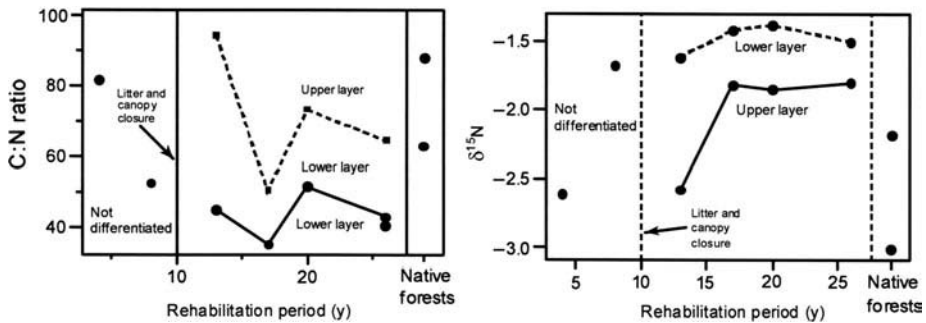 C:N ratio
100
80
60
40
Litter and
canopy
closure
Not
differentiated
Upper layer
Lower layer
Lower layer
10
20
Native
forests
Rehabilitation period (y)
δ15N
−1.5
−2.0
−2.5
−3.0
Not
differentiated
Lower layer
Upper layer
Litter and
canopy
closure
5
10
15
20
25
Native
forests
Rehabilitation period (y)